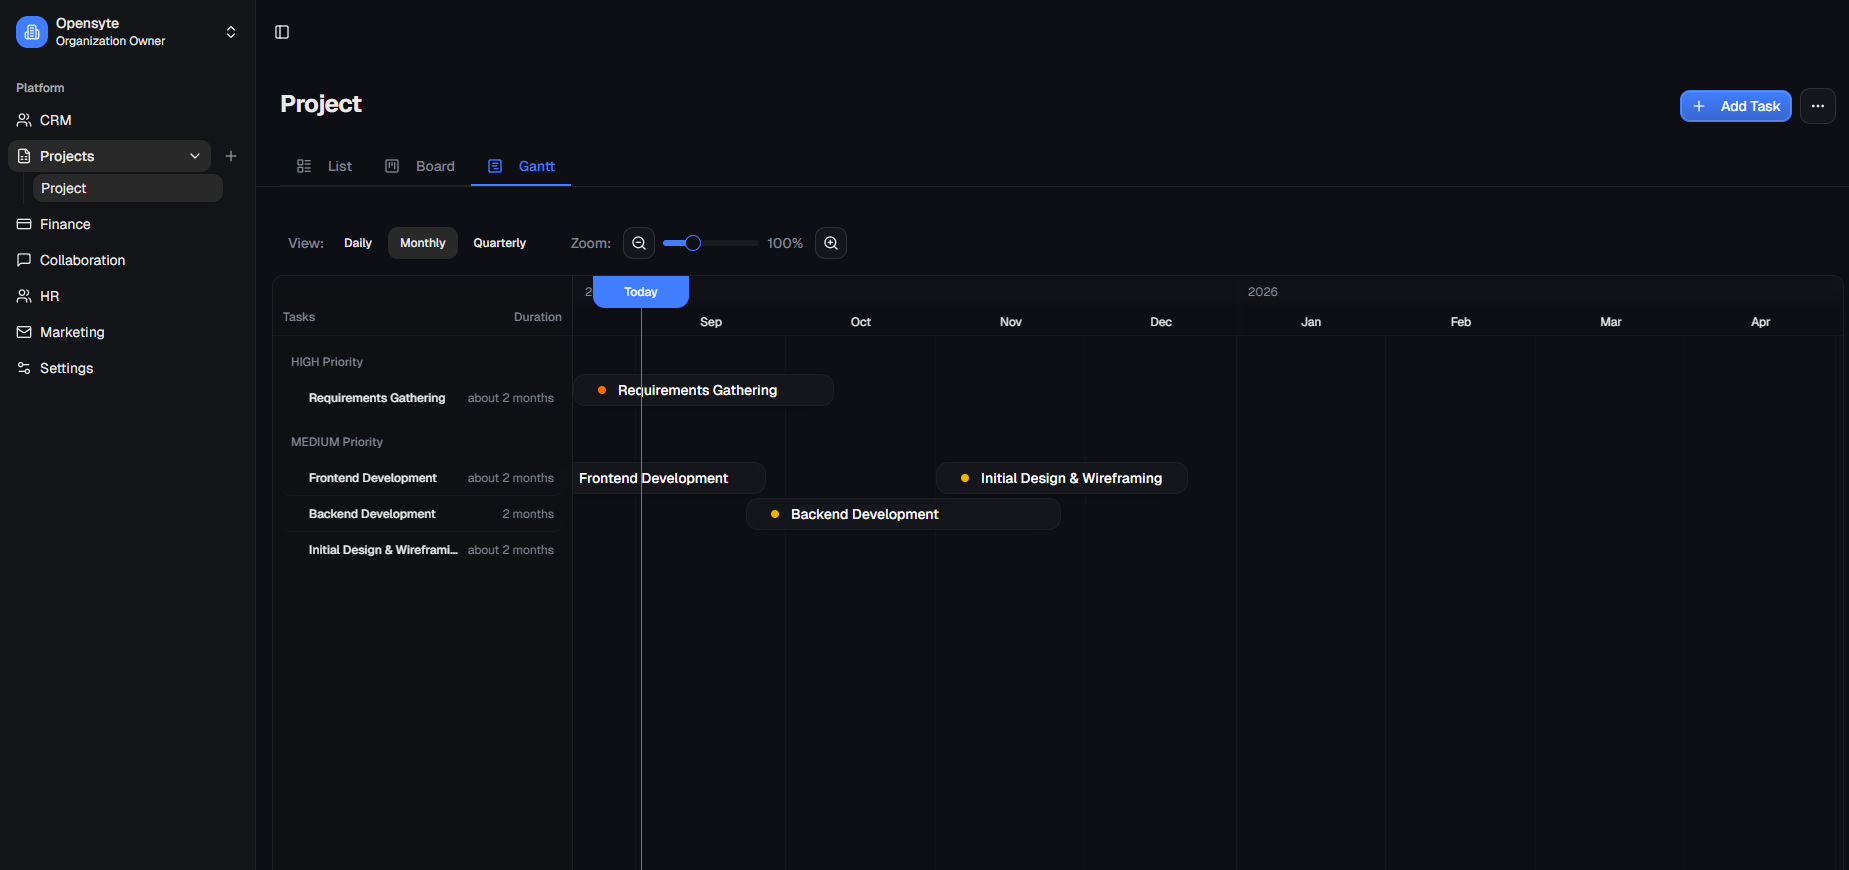 Opensyte
Organization Owner
Platform
CRM
Projects
Project
Finance
Collaboration
HR
Marketing
Settings
Project
Add Task
List
Board
Gantt
View:
Daily
Monthly
Quarterly
Zoom:
100%
Tasks
Duration
2
Today
2026
Sep
Oct
Nov
Dec
Jan
Feb
Mar
Apr
HIGH Priority
Requirements Gathering
about 2 months
Requirements Gathering
MEDIUM Priority
Frontend Development
about 2 months
Frontend Development
Initial Design & Wireframing
Backend Development
2 months
Backend Development
Initial Design & Wireframi...
about 2 months